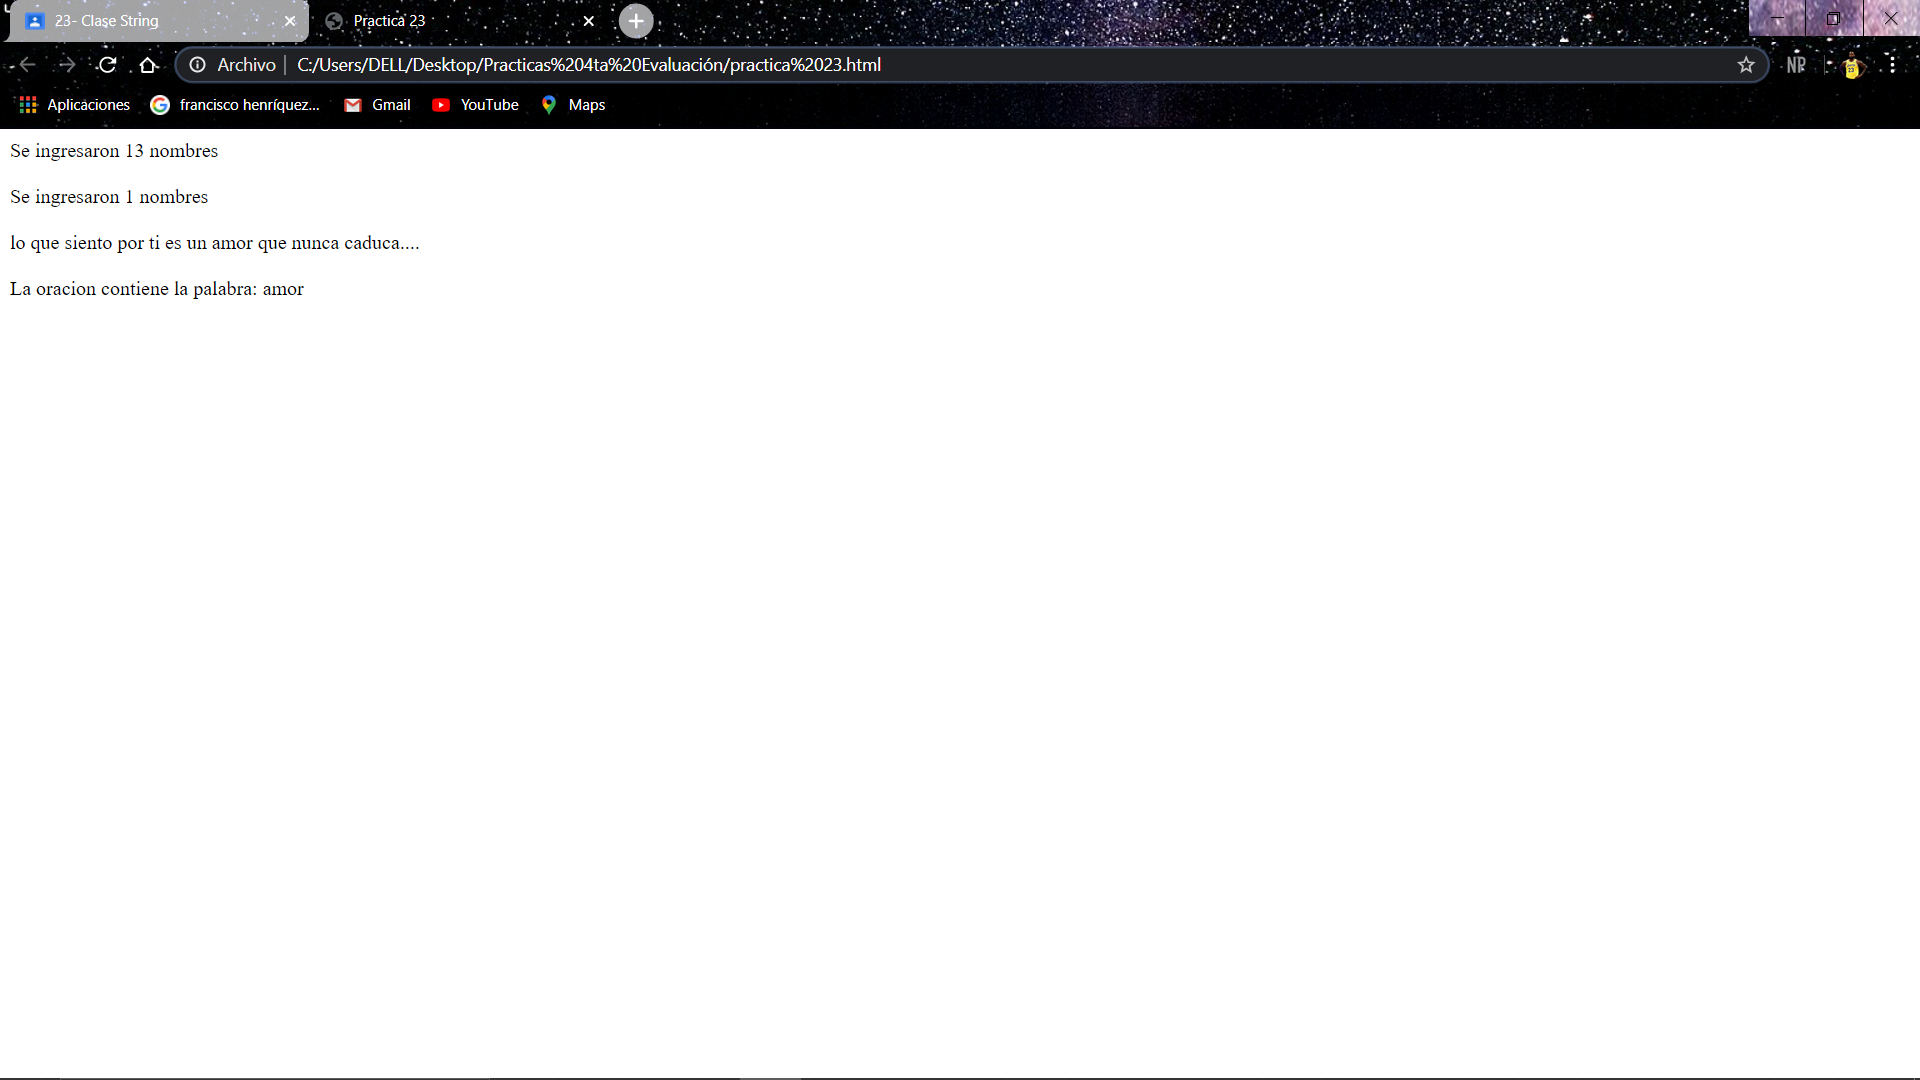 23- Clase String
Practica 23
Archivo | C:/Users/DELL/Desktop/Practicas%204ta%20Evaluación/practica%2023.html
NR
Aplicaciones francisco henríquez... Gmail YouTube Maps
Se ingresaron 13 nombres
Se ingresaron 1 nombres
lo que siento por ti es un amor que nunca caduca....
La oracion contiene la palabra: amor